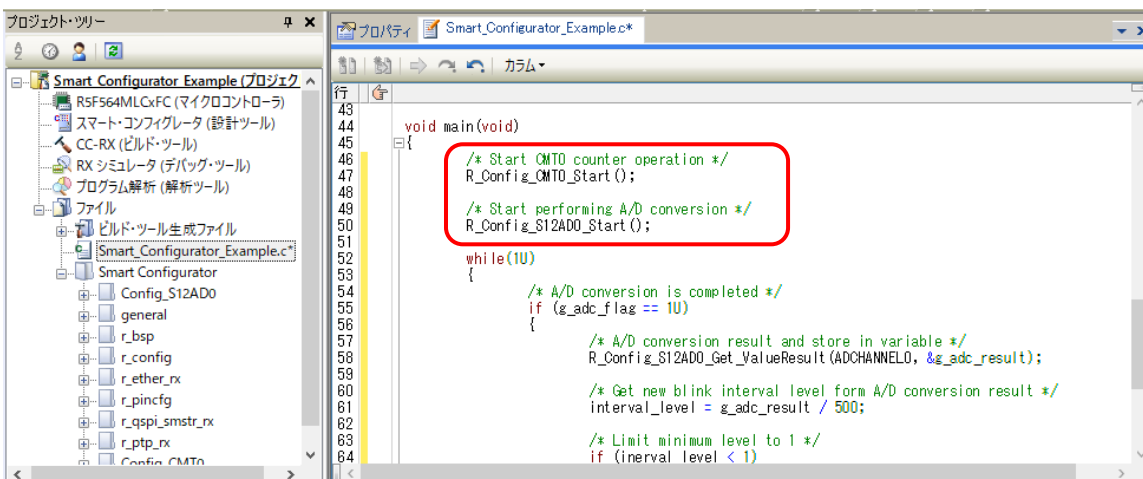 プロジェクト・ツリー
Smart_Configurator_Example (プロジェク
R5F564MLCxFC (マイクロコントローラ)
スマート・コンフィグレータ (設計ツール)
CC-RX (ビルド・ツール)
RX シミュレータ (デバッグ・ツール)
プログラム解析 (解析ツール)
ファイル
ビルド・ツール生成ファイル
Smart_Configurator_Example.c*
Smart Configurator
Config_S12AD0
general
r_bsp
r_config
r_ether_rx
r_pincfg
r_qspi_smstr_rx
r_ptp_rx
Config_CMT0
プロパティ Smart_Configurator_Example.c*
カラム
行
43
44 void main(void)
45 {
46 /* Start CMT0 counter operation */
47 R_Config_CMT0_Start();
48
49 /* Start performing A/D conversion */
50 R_Config_S12AD0_Start();
51
52 while(1U)
53 {
54 /* A/D conversion is completed */
55 if (g_adc_flag == 1U)
56 {
57 /* A/D conversion result and store in variable */
58 R_Config_S12AD0_Get_ValueResult(ADCHANNEL0, &g_adc_result);
59
60 /* Get new blink interval level form A/D conversion result */
61 interval_level = g_adc_result / 500;
62
63 /* Limit minimum level to 1 */
64 if (inerval_level < 1)